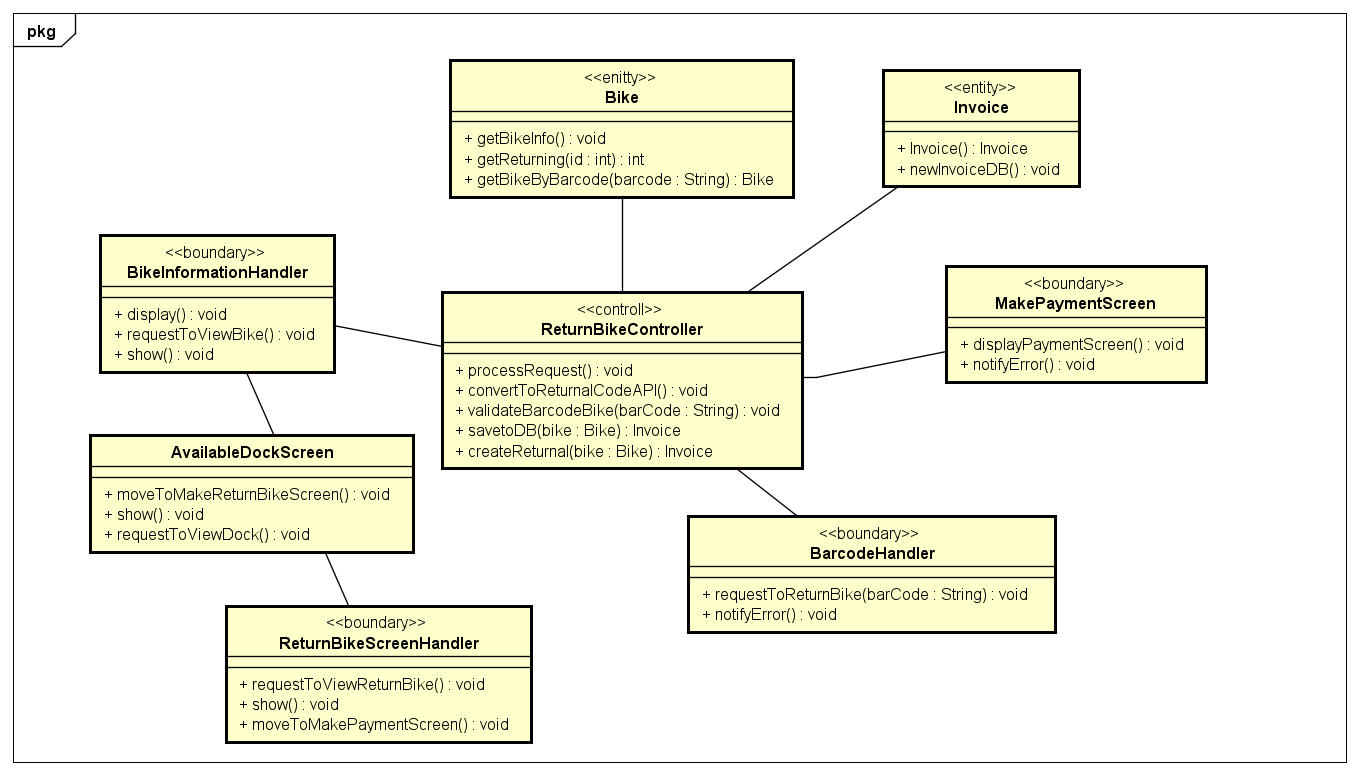 pkg
<<enitty>>
Bike
+ getBikeInfo() : void
+ getReturning(id : int) : int
+ getBikeByBarcode(barcode : String) : Bike
<<entity>>
Invoice
+ Invoice() : Invoice
+ newInvoiceDB() : void
<<boundary>>
BikeInformationHandler
+ display() : void
+ requestToViewBike() : void
+ show() : void
<<controll>>
ReturnBikeController
+ processRequest() : void
+ convertToReturnalCodeAPI() : void
+ validateBarcodeBike(barCode : String) : void
+ savetoDB(bike : Bike) : Invoice
+ createReturnal(bike : Bike) : Invoice
<<boundary>>
MakePaymentScreen
+ displayPaymentScreen() : void
+ notifyError() : void
AvailableDockScreen
+ moveToMakeReturnBikeScreen() : void
+ show() : void
+ requestToViewDock() : void
<<boundary>>
BarcodeHandler
+ requestToReturnBike(barCode : String) : void
+ notifyError() : void
<<boundary>>
ReturnBikeScreenHandler
+ requestToViewReturnBike() : void
+ show() : void
+ moveToMakePaymentScreen() : void